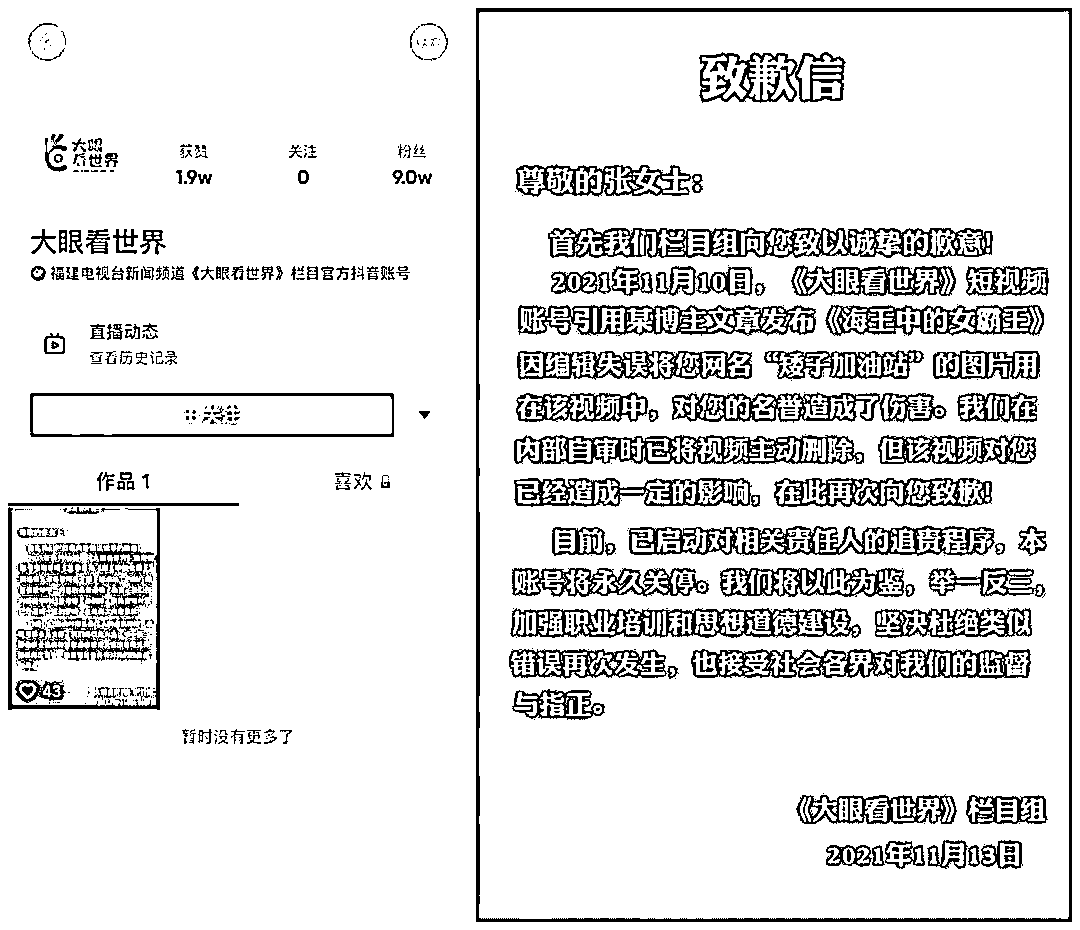 大眼
看世界
获赞
关注
粉丝
1.9w
0
9.0w
大眼看世界
福建电视台新闻频道《大眼看世界》栏目官方抖音账号
直播动态
查看历史记录
关注
作品 1
喜欢
43
暂时没有更多了
致歉信
尊敬的张女士：
首先我们栏目组向您致以诚挚的歉意！
2021年11月10日，《大眼看世界》短视频
账号引用某博主文章发布《海王中的女霸王》
因编辑失误将您网名“矮子加油站”的图片用
在该视频中，对您的名誉造成了伤害。我们在
内部自审时已将视频主动删除，但该视频对您
已经造成一定的影响，在此再次向您致歉！
目前，已启动对相关责任人的追责程序，本
账号将永久关停。我们将以此为鉴，举一反三，
加强职业培训和思想道德建设，坚决杜绝类似
错误再次发生，也接受社会各界对我们的监督
与指正。
《大眼看世界》栏目组
2021年11月13日